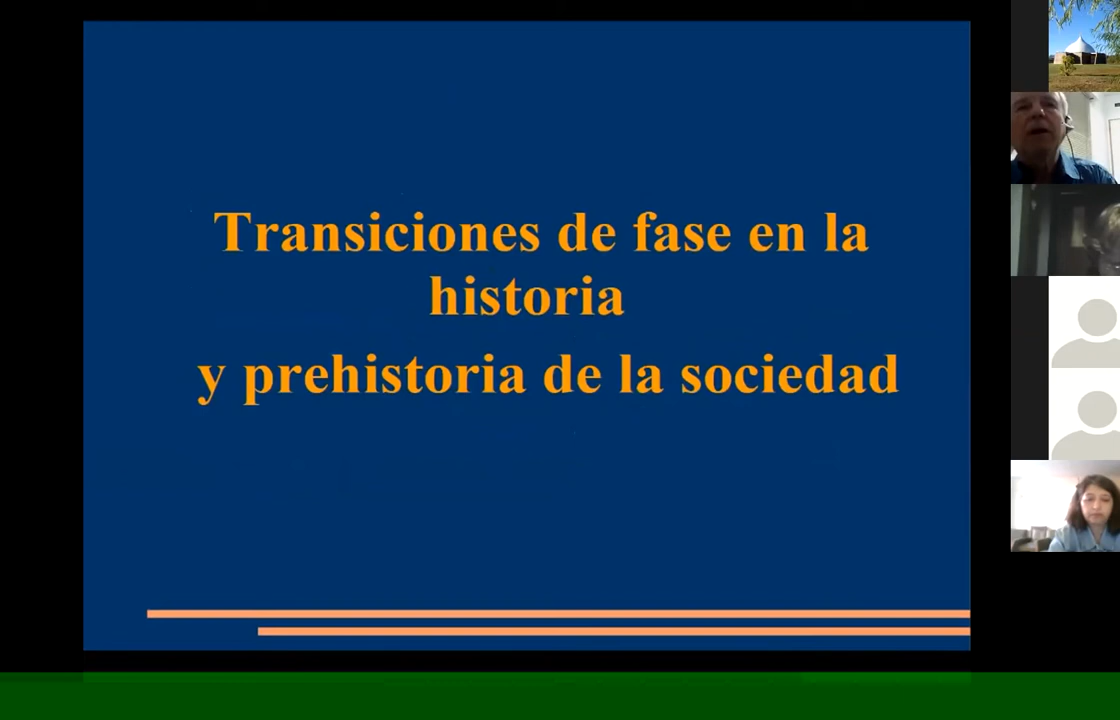 Transiciones de fase en la
historia
y prehistoria de la sociedad